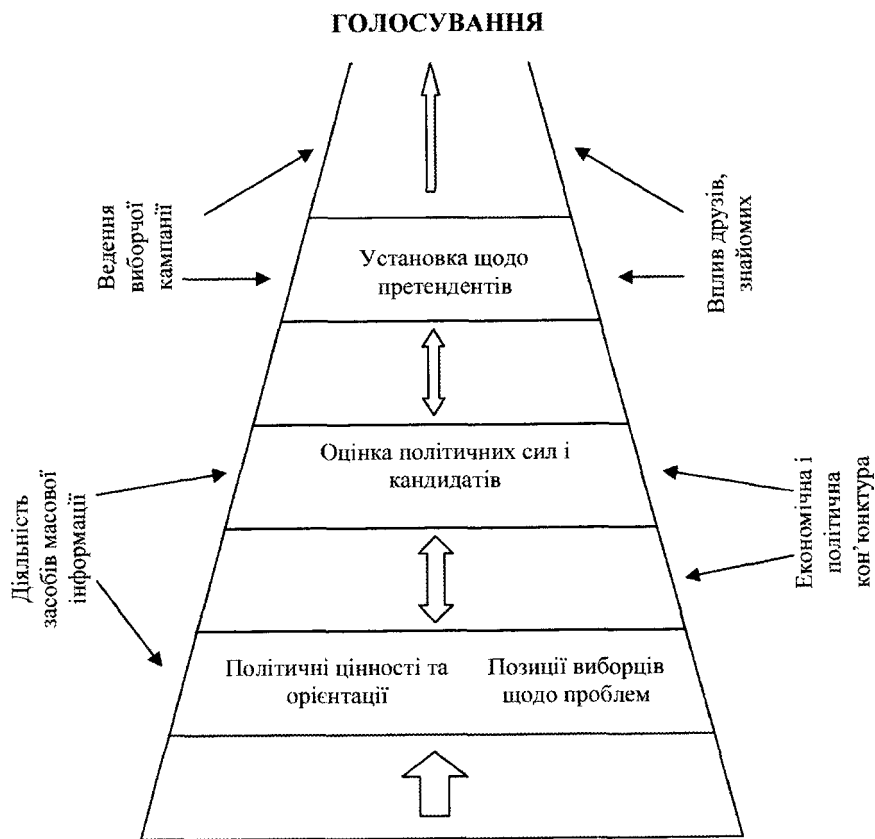 ГОЛОСУВАННЯ
Ведення
виборчої
кампанії
Вплив друзів,
знайомих
Установка щодо
претендентів
Оцінка політичних сил і
кандидатів
Діяльність
засобів масової
інформації
Економічна і
політична
кон’юнктура
Політичні цінності та
орієнтації
Позиції виборців
щодо проблем